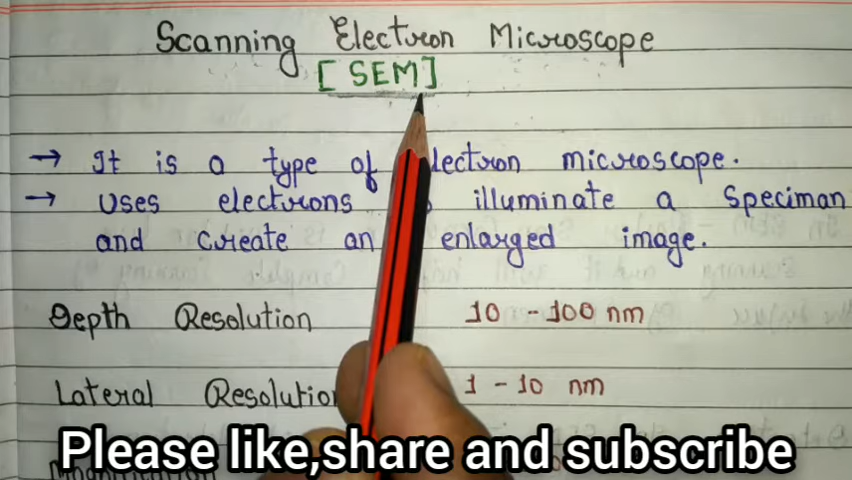 Scanning Electron Microscope
[SEM]
→ It is a type of electron microscope.
→ Uses electrons illuminate a Speciman
and create an enlarged image.
Depth Resolution 10 - 100 nm
Lateral Resolution 1 - 10 nm
Please like,share and subscribe